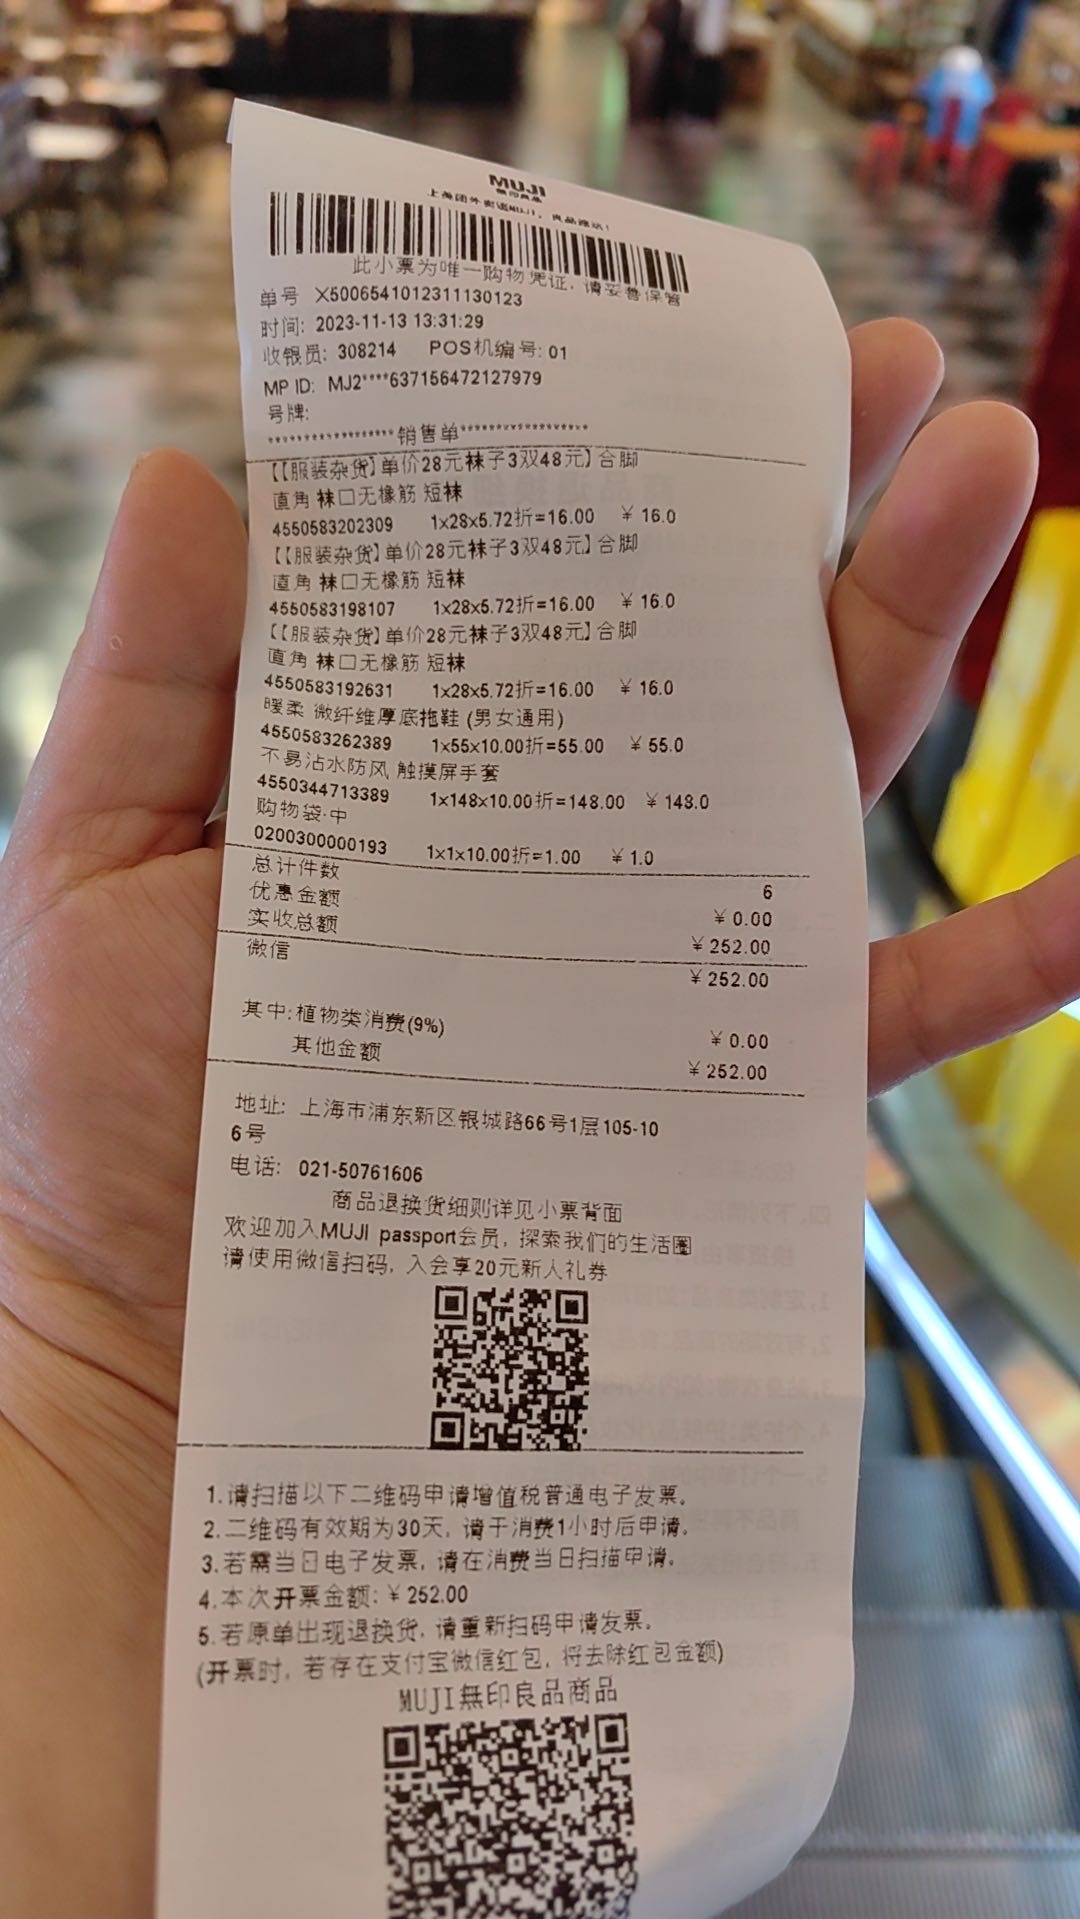 MUJI
無印良品
此小票为唯一购物凭证，请妥善保管
单号 X5006541012311130123
时间: 2023-11-13 13:31:29
收银员: 308214 POS机编号: 01
MP ID: MJ2****637156472127979
号牌:
******************销售单******************
【【服装杂货】单价28元袜子3双48元】合脚
直角 袜口无橡筋 短袜
4550583202309 1x28x5.72折=16.00 ￥16.0
【【服装杂货】单价28元袜子3双48元】合脚
直角 袜口无橡筋 短袜
4550583198107 1x28x5.72折=16.00 ￥16.0
【【服装杂货】单价28元袜子3双48元】合脚
直角 袜口无橡筋 短袜
4550583192631 1x28x5.72折=16.00 ￥16.0
暖柔 微纤维厚底拖鞋 (男女通用)
4550583262389 1x55x10.00折=55.00 ￥55.0
不易沾水防风 触摸屏手套
4550344713389 1x148x10.00折=148.00 ￥148.0
购物袋·中
0200300000193 1x1x10.00折=1.00 ￥1.0
总计件数 6
优惠金额 ￥0.00
实收总额 ￥252.00
微信 ￥252.00
其中:植物类消费(9%) ￥0.00
其他金额 ￥252.00
地址: 上海市浦东新区银城路66号1层105-10
6号
电话: 021-50761606
商品退换货细则详见小票背面
欢迎加入MUJI passport会员, 探索我们的生活圈
请使用微信扫码, 入会享20元新人礼券
1.请扫描以下二维码申请增值税普通电子发票。
2.二维码有效期为30天, 请于消费1小时后申请。
3.若需当日电子发票, 请在消费当日扫描申请。
4.本次开票金额: ￥252.00
5.若原单出现退换货, 请重新扫码申请发票。
(开票时, 若存在支付宝微信红包, 将去除红包金额)
MUJI無印良品商品